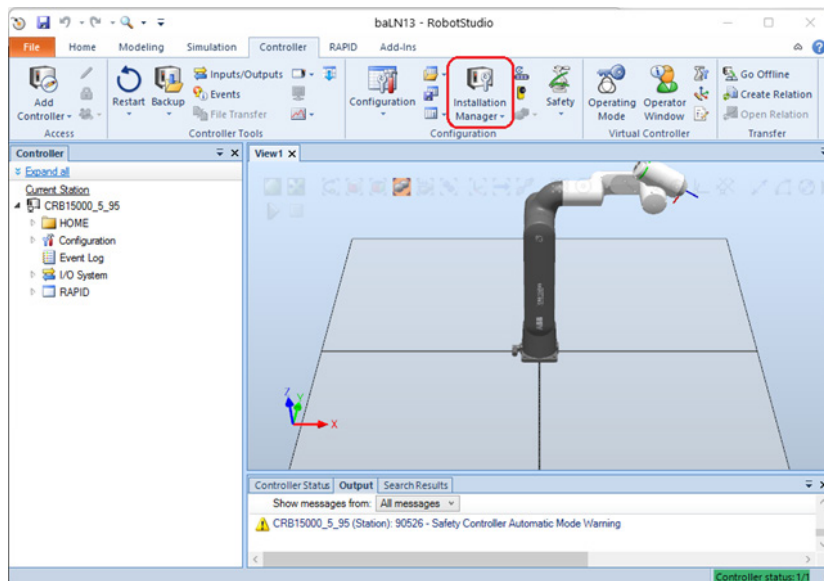 baLN13 - RobotStudio
File Home Modeling Simulation Controller RAPID Add-Ins
Add Controller
Access
Restart Backup
Inputs/Outputs
Events
File Transfer
Controller Tools
Configuration
Installation Manager
Safety
Configuration
Operating Mode
Operator Window
Virtual Controller
Go Offline
Create Relation
Open Relation
Transfer
Controller
Expand all
Current Station
CRB15000_5_95
HOME
Configuration
Event Log
I/O System
RAPID
View1
ABB
Z
Y
X
Controller Status Output Search Results
Show messages from: All messages
CRB15000_5_95 (Station): 90526 - Safety Controller Automatic Mode Warning
Controller status: 1/1